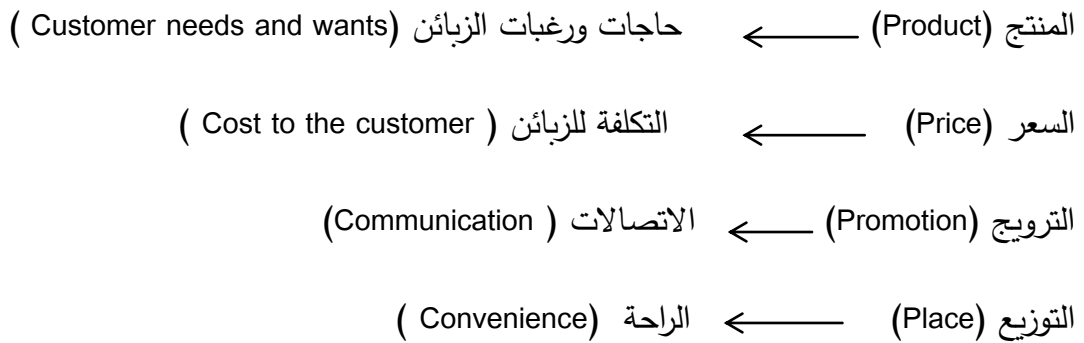 المنتج (Product) ← حاجات ورغبات الزبائن (Customer needs and wants )
السعر (Price) ← التكلفة للزبائن ( Cost to the customer )
الترويج (Promotion) ← الاتصالات ( Communication)
التوزيع (Place) ← الراحة (Convenience )